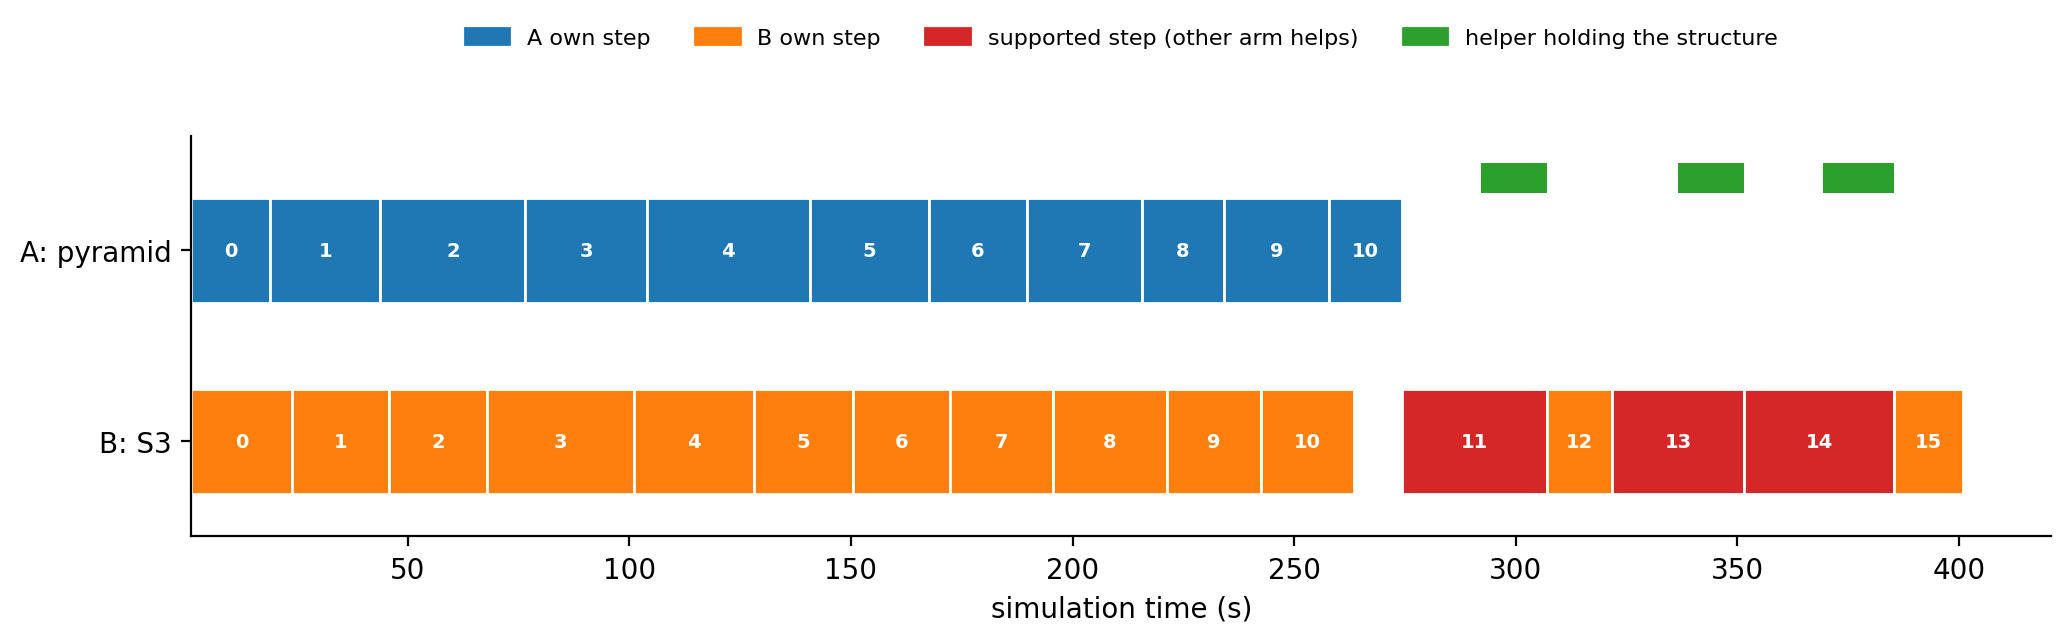 A own step B own step supported step (other arm helps) helper holding the structure
A: pyramid 0 1 2 3 4 5 6 7 8 9 10
B: S3 0 1 2 3 4 5 6 7 8 9 10 11 12 13 14 15
50 100 150 200 250 300 350 400
simulation time (s)